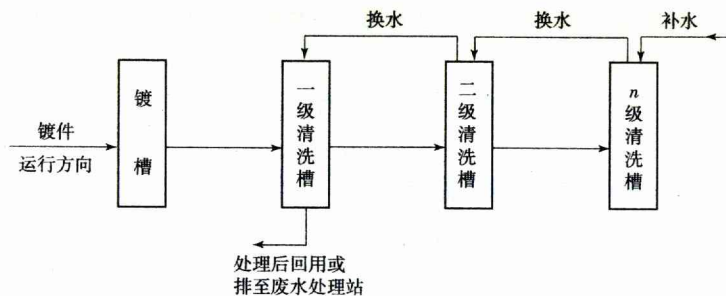 换水
换水
补水
镀件
运行方向
镀槽
一级清洗槽
二级清洗槽
n级清洗槽
处理后回用或
排至废水处理站